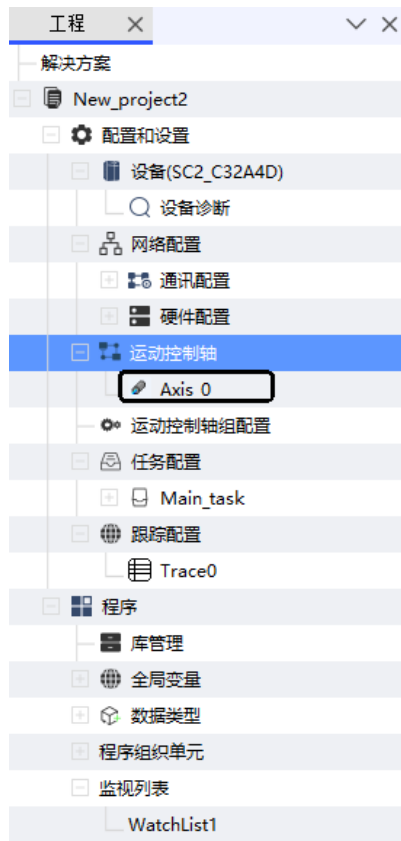 工程
解决方案
New_project2
配置和设置
设备(SC2_C32A4D)
设备诊断
网络配置
通讯配置
硬件配置
运动控制轴
Axis 0
运动控制轴组配置
任务配置
Main_task
跟踪配置
Trace0
程序
库管理
全局变量
数据类型
程序组织单元
监视列表
WatchList1